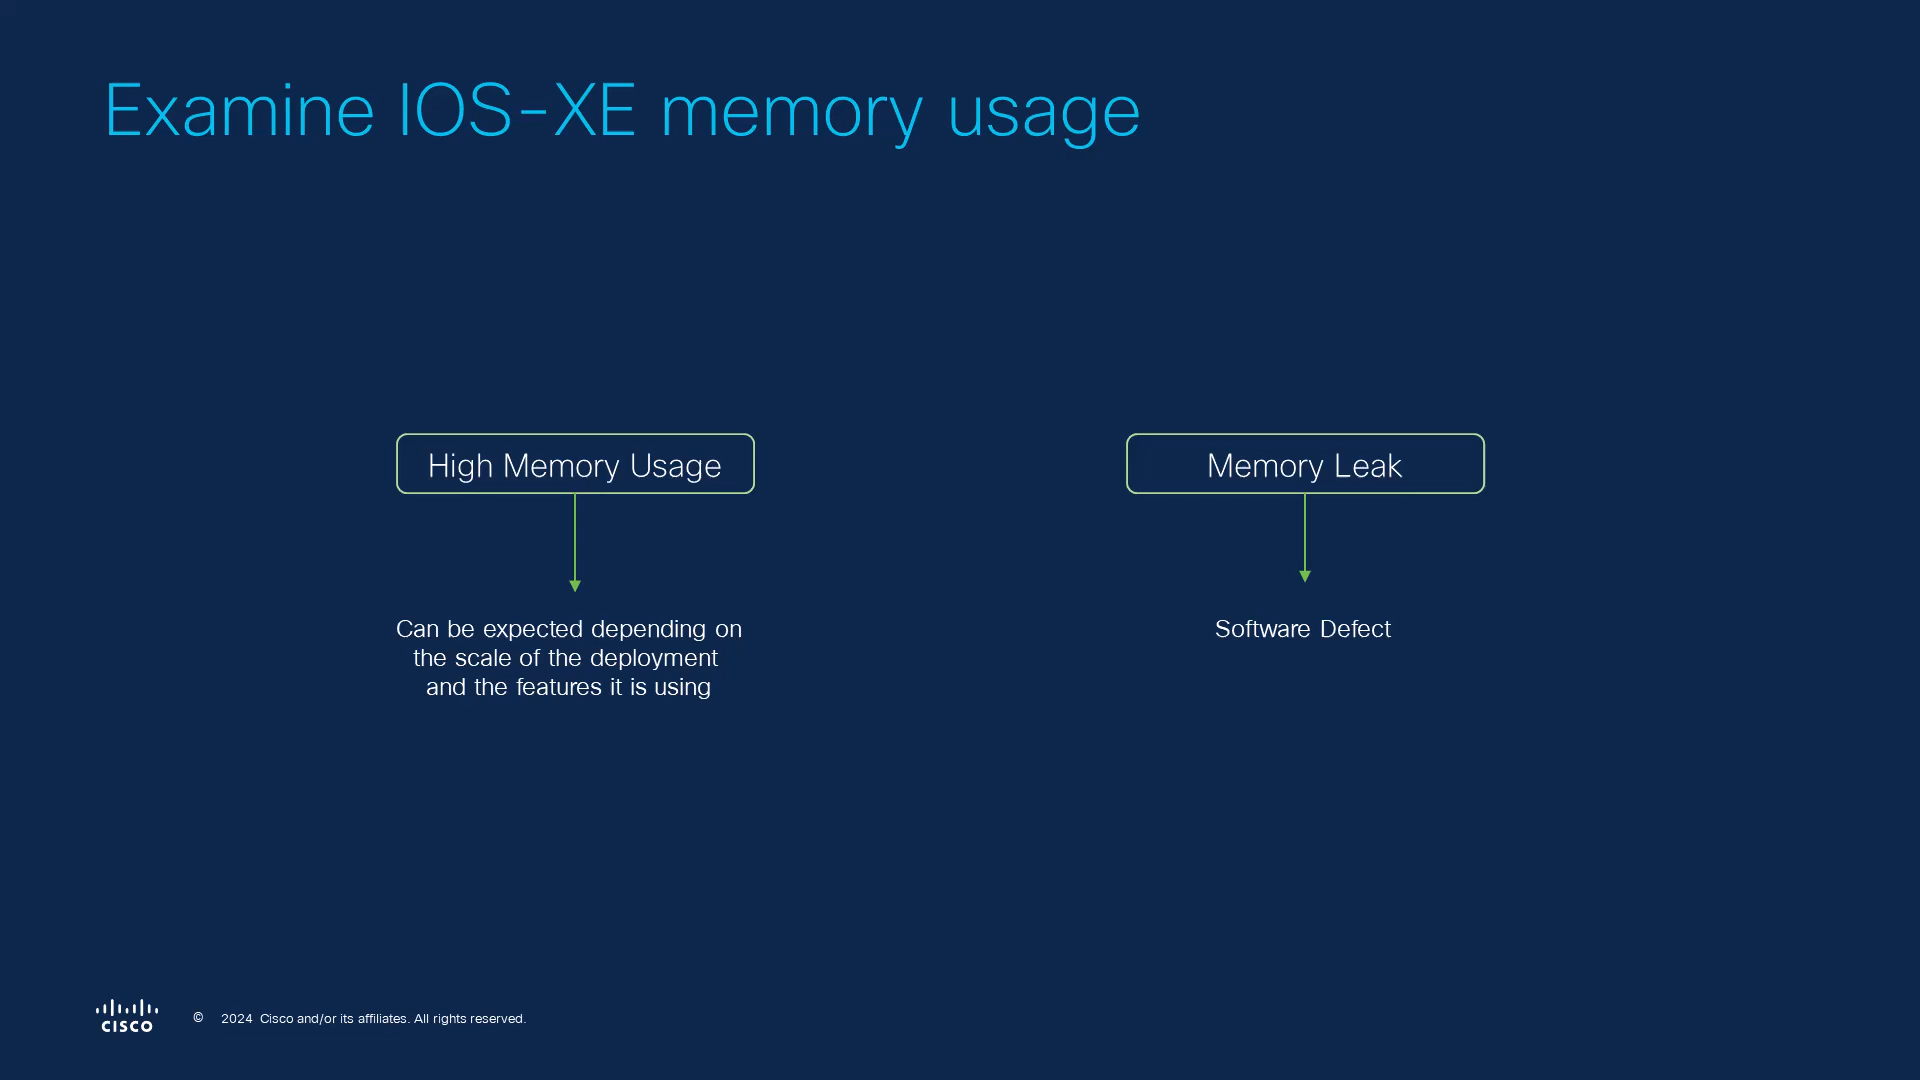 Examine IOS-XE memory usage
High Memory Usage
Can be expected depending on
the scale of the deployment
and the features it is using
Memory Leak
Software Defect
CISCO
© 2024 Cisco and/or its affiliates. All rights reserved.